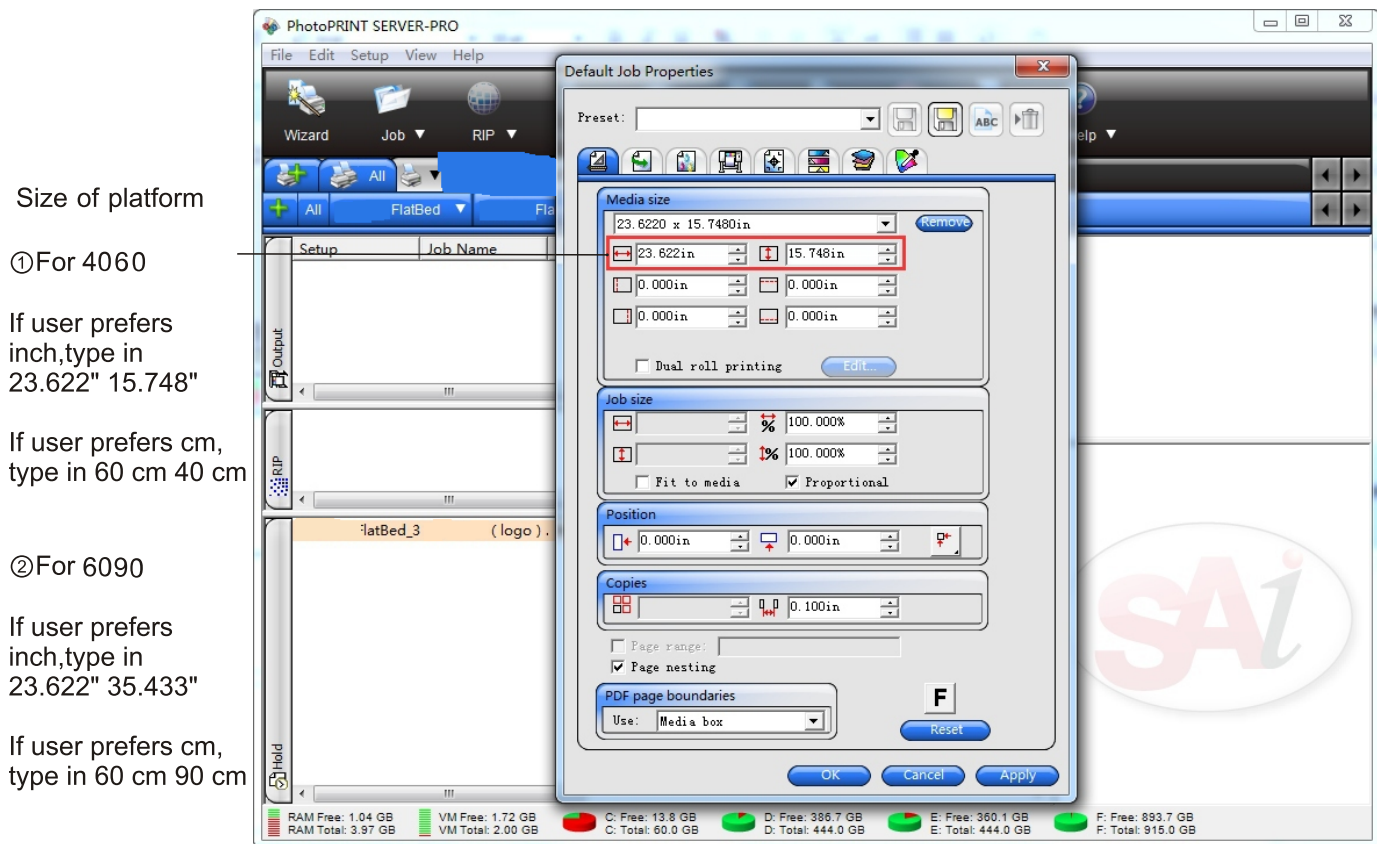 PhotoPRINT SERVER-PRO
File Edit Setup View Help
Wizard Job RIP elp
All
All FlatBed Fla
Setup Job Name
Output
RIP
Hold
FlatBed_3 (logo).
Size of platform
①For 4060
If user prefers
inch,type in
23.622" 15.748"
If user prefers cm,
type in 60 cm 40 cm
②For 6090
If user prefers
inch,type in
23.622" 35.433"
If user prefers cm,
type in 60 cm 90 cm
Default Job Properties
Preset:
ABC
Media size
23.6220 x 15.7480in
Remove
23.622in 15.748in
0.000in 0.000in
0.000in 0.000in
Dual roll printing Edit...
Job size
% 100.000%
% 100.000%
Fit to media Proportional
Position
0.000in 0.000in
Copies
0.100in
Page range:
Page nesting
PDF page boundaries
Use: Media box
F
Reset
OK Cancel Apply
SAi
RAM Free: 1.04 GB VM Free: 1.72 GB C: Free: 13.8 GB D: Free: 386.7 GB E: Free: 360.1 GB F: Free: 893.7 GB
RAM Total: 3.97 GB VM Total: 2.00 GB C: Total: 60.0 GB D: Total: 444.0 GB E: Total: 444.0 GB F: Total: 915.0 GB